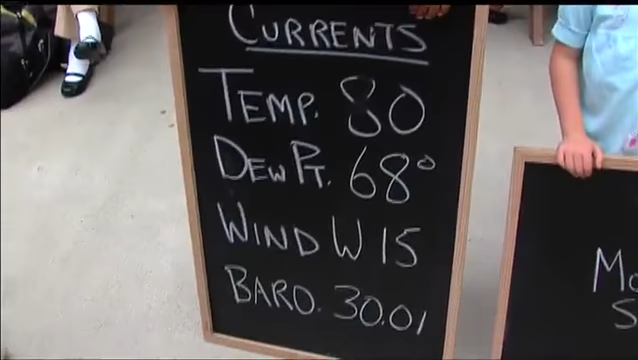 CURRENTS
TEMP. 80
DEW PT. 68°
WIND W 15
BARO. 30.01